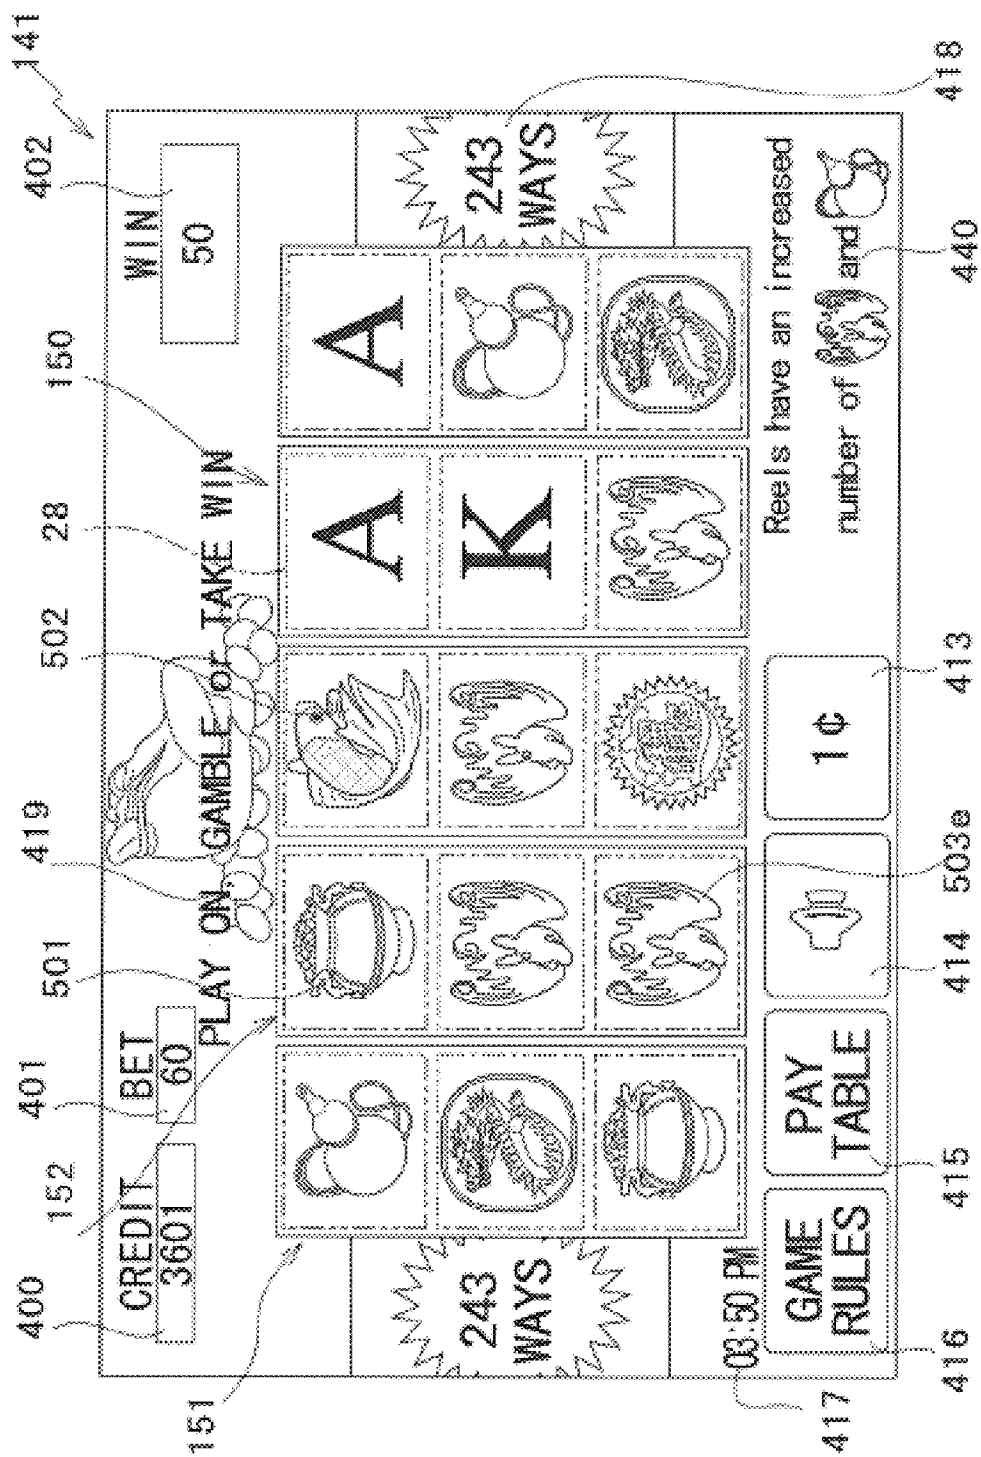 400 152 401 501 419 502 28 150 402 141
CREDIT BET WIN
3601 60 50
151
PLAY ON, GAMBLE or TAKE WIN
A A
243
WAYS
K
243
WAYS
03:50 PM
Reels have an increased
number of and
GAME
RULES
PAY
TABLE
1¢
417 416 415 414 503e 413 440 418